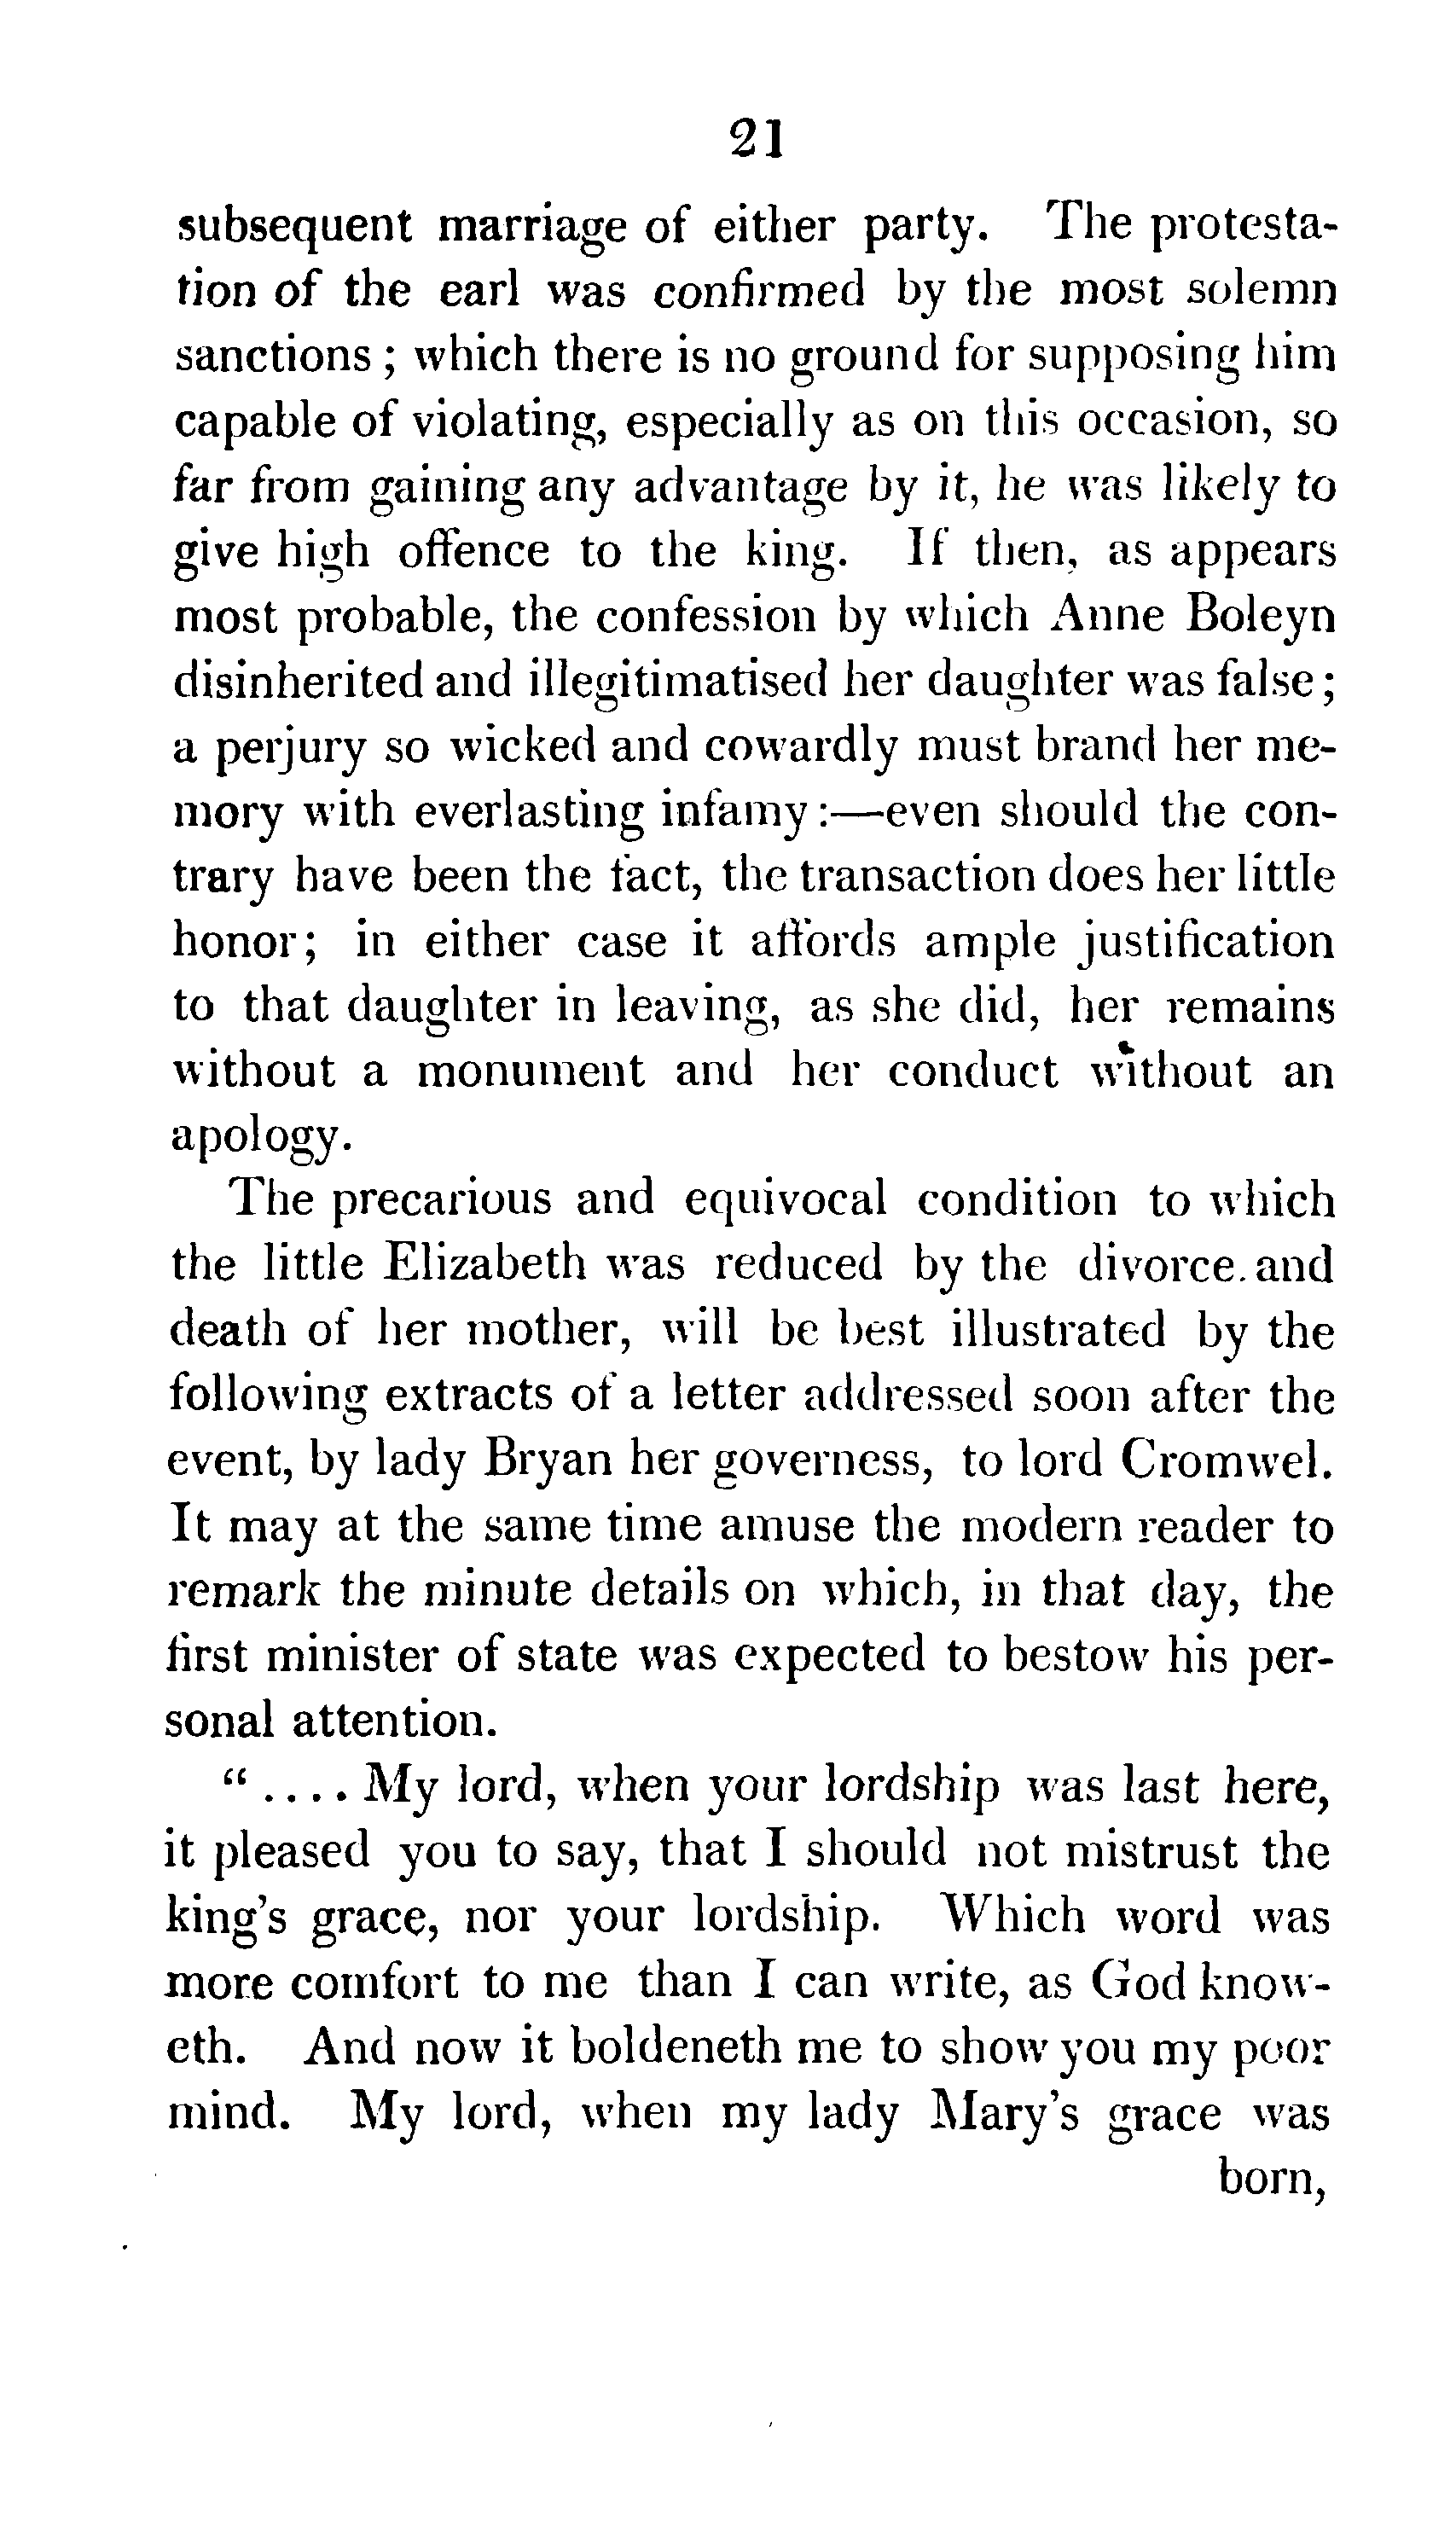 21
subsequent marriage of either party. The protesta-
tion of the earl was confirmed by the most solemn
sanctions ; which there is no ground for supposing him
capable of violating, especially as on this occasion, so
far from gaining any advantage by it, he was likely to
give high offence to the king. If then, as appears
most probable, the confession by which Anne Boleyn
disinherited and illegitimatised her daughter was false ;
a perjury so wicked and cowardly must brand her me-
mory with everlasting infamy :—even should the con-
trary have been the fact, the transaction does her little
honor ; in either case it affords ample justification
to that daughter in leaving, as she did, her remains
without a monument and her conduct without an
apology.
The precarious and equivocal condition to which
the little Elizabeth was reduced by the divorce. and
death of her mother, will be best illustrated by the
following extracts of a letter addressed soon after the
event, by lady Bryan her governess, to lord Cromwel.
It may at the same time amuse the modern reader to
remark the minute details on which, in that day, the
first minister of state was expected to bestow his per-
sonal attention.
“ .... My lord, when your lordship was last here,
it pleased you to say, that I should not mistrust the
king's grace, nor your lordship. Which word was
more comfort to me than I can write, as God know-
eth. And now it boldeneth me to show you my poor
mind. My lord, when my lady Mary's grace was
born,